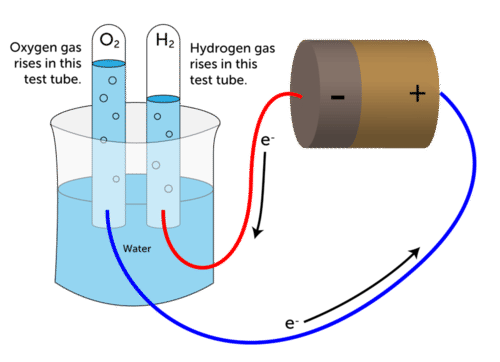 Oxygen gas
rises in this
test tube.
O₂
H₂
Hydrogen gas
rises in this
test tube.
-
+
e⁻
Water
e⁻